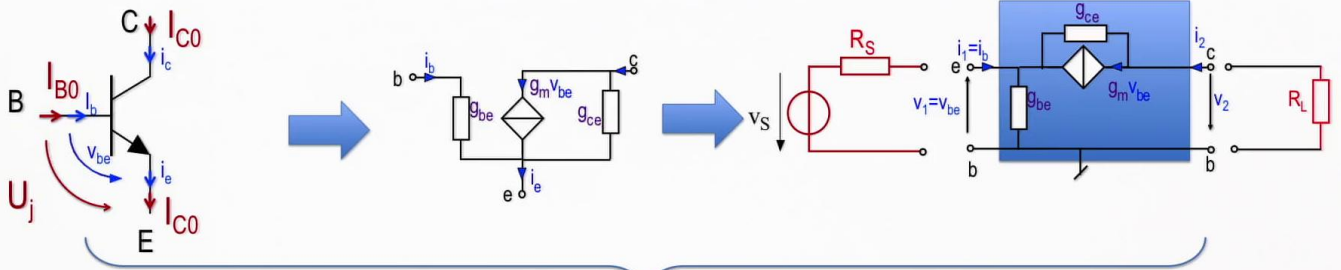 C I_C0
i_c
I_B0
B I_b
v_be
U_j
i_e
I_C0
E
i_b
b
g_be
g_m v_be
g_ce
c
i_e
e
R_S
v_S
g_ce
i_1=i_b
e
i_2
c
g_m v_be
g_be
v_1=v_be
v_2
b
b
R_L